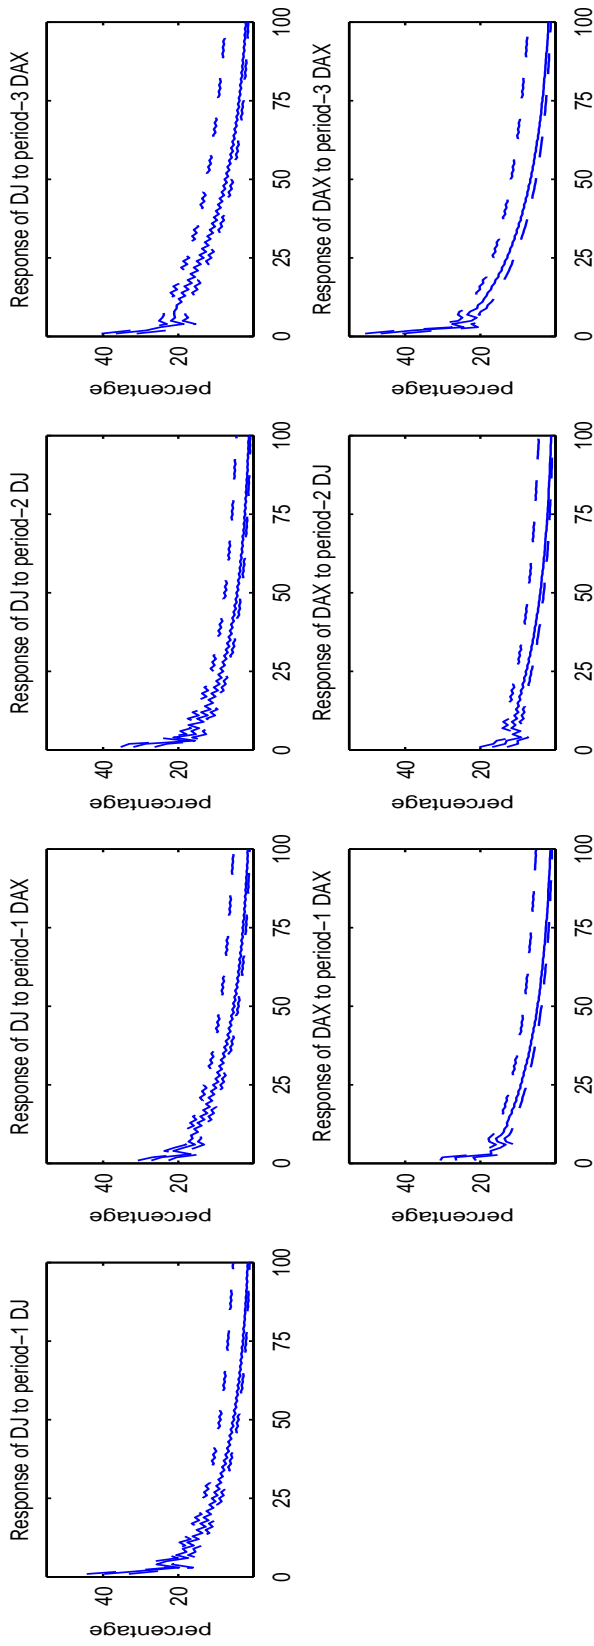 Response of DJ to period−1 DJ
percentage
40
20
0 25 50 75 100
Response of DJ to period−1 DAX
percentage
40
20
0 25 50 75 100
Response of DJ to period−2 DJ
percentage
40
20
0 25 50 75 100
Response of DJ to period−3 DAX
percentage
40
20
0 25 50 75 100
Response of DAX to period−1 DAX
percentage
40
20
0 25 50 75 100
Response of DAX to period−2 DJ
percentage
40
20
0 25 50 75 100
Response of DAX to period−3 DAX
percentage
40
20
0 25 50 75 100